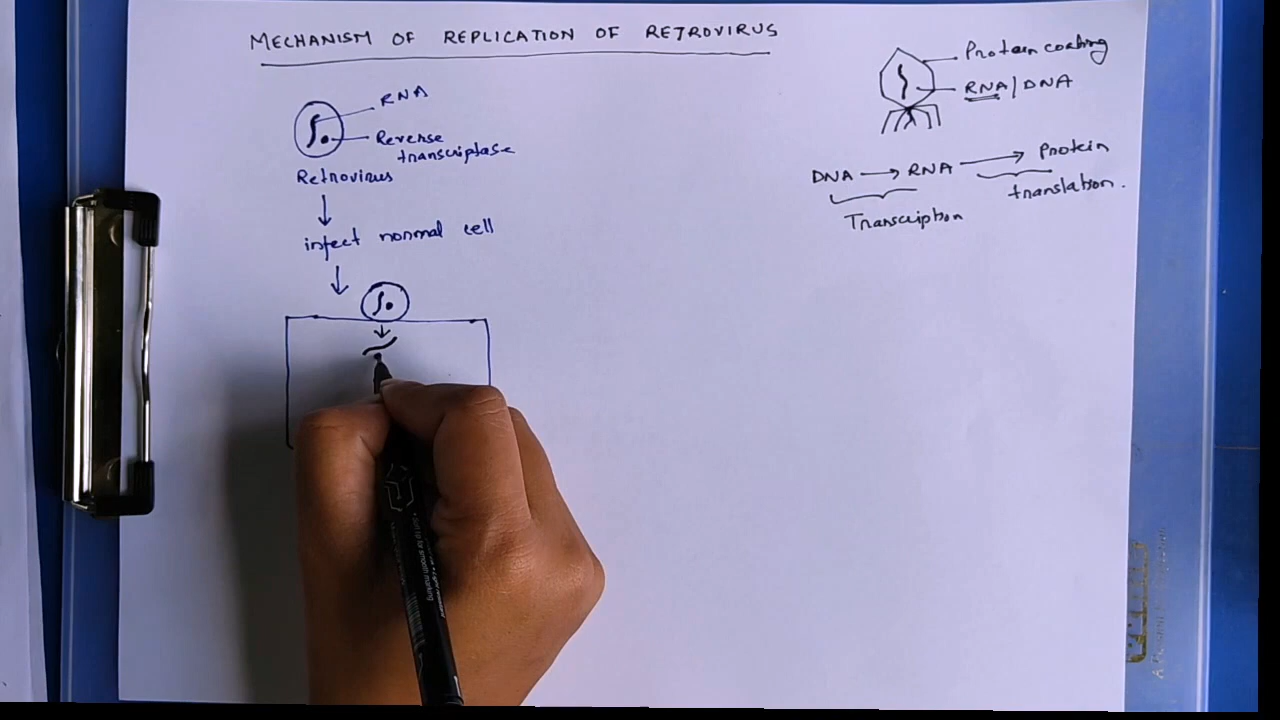 MECHANISM OF REPLICATION OF RETROVIRUS
RNA
Reverse
transcriptase
Retrovirus
infect normal cell
Protein coating
RNA/DNA
DNA → RNA → Protein
Transcription
translation.